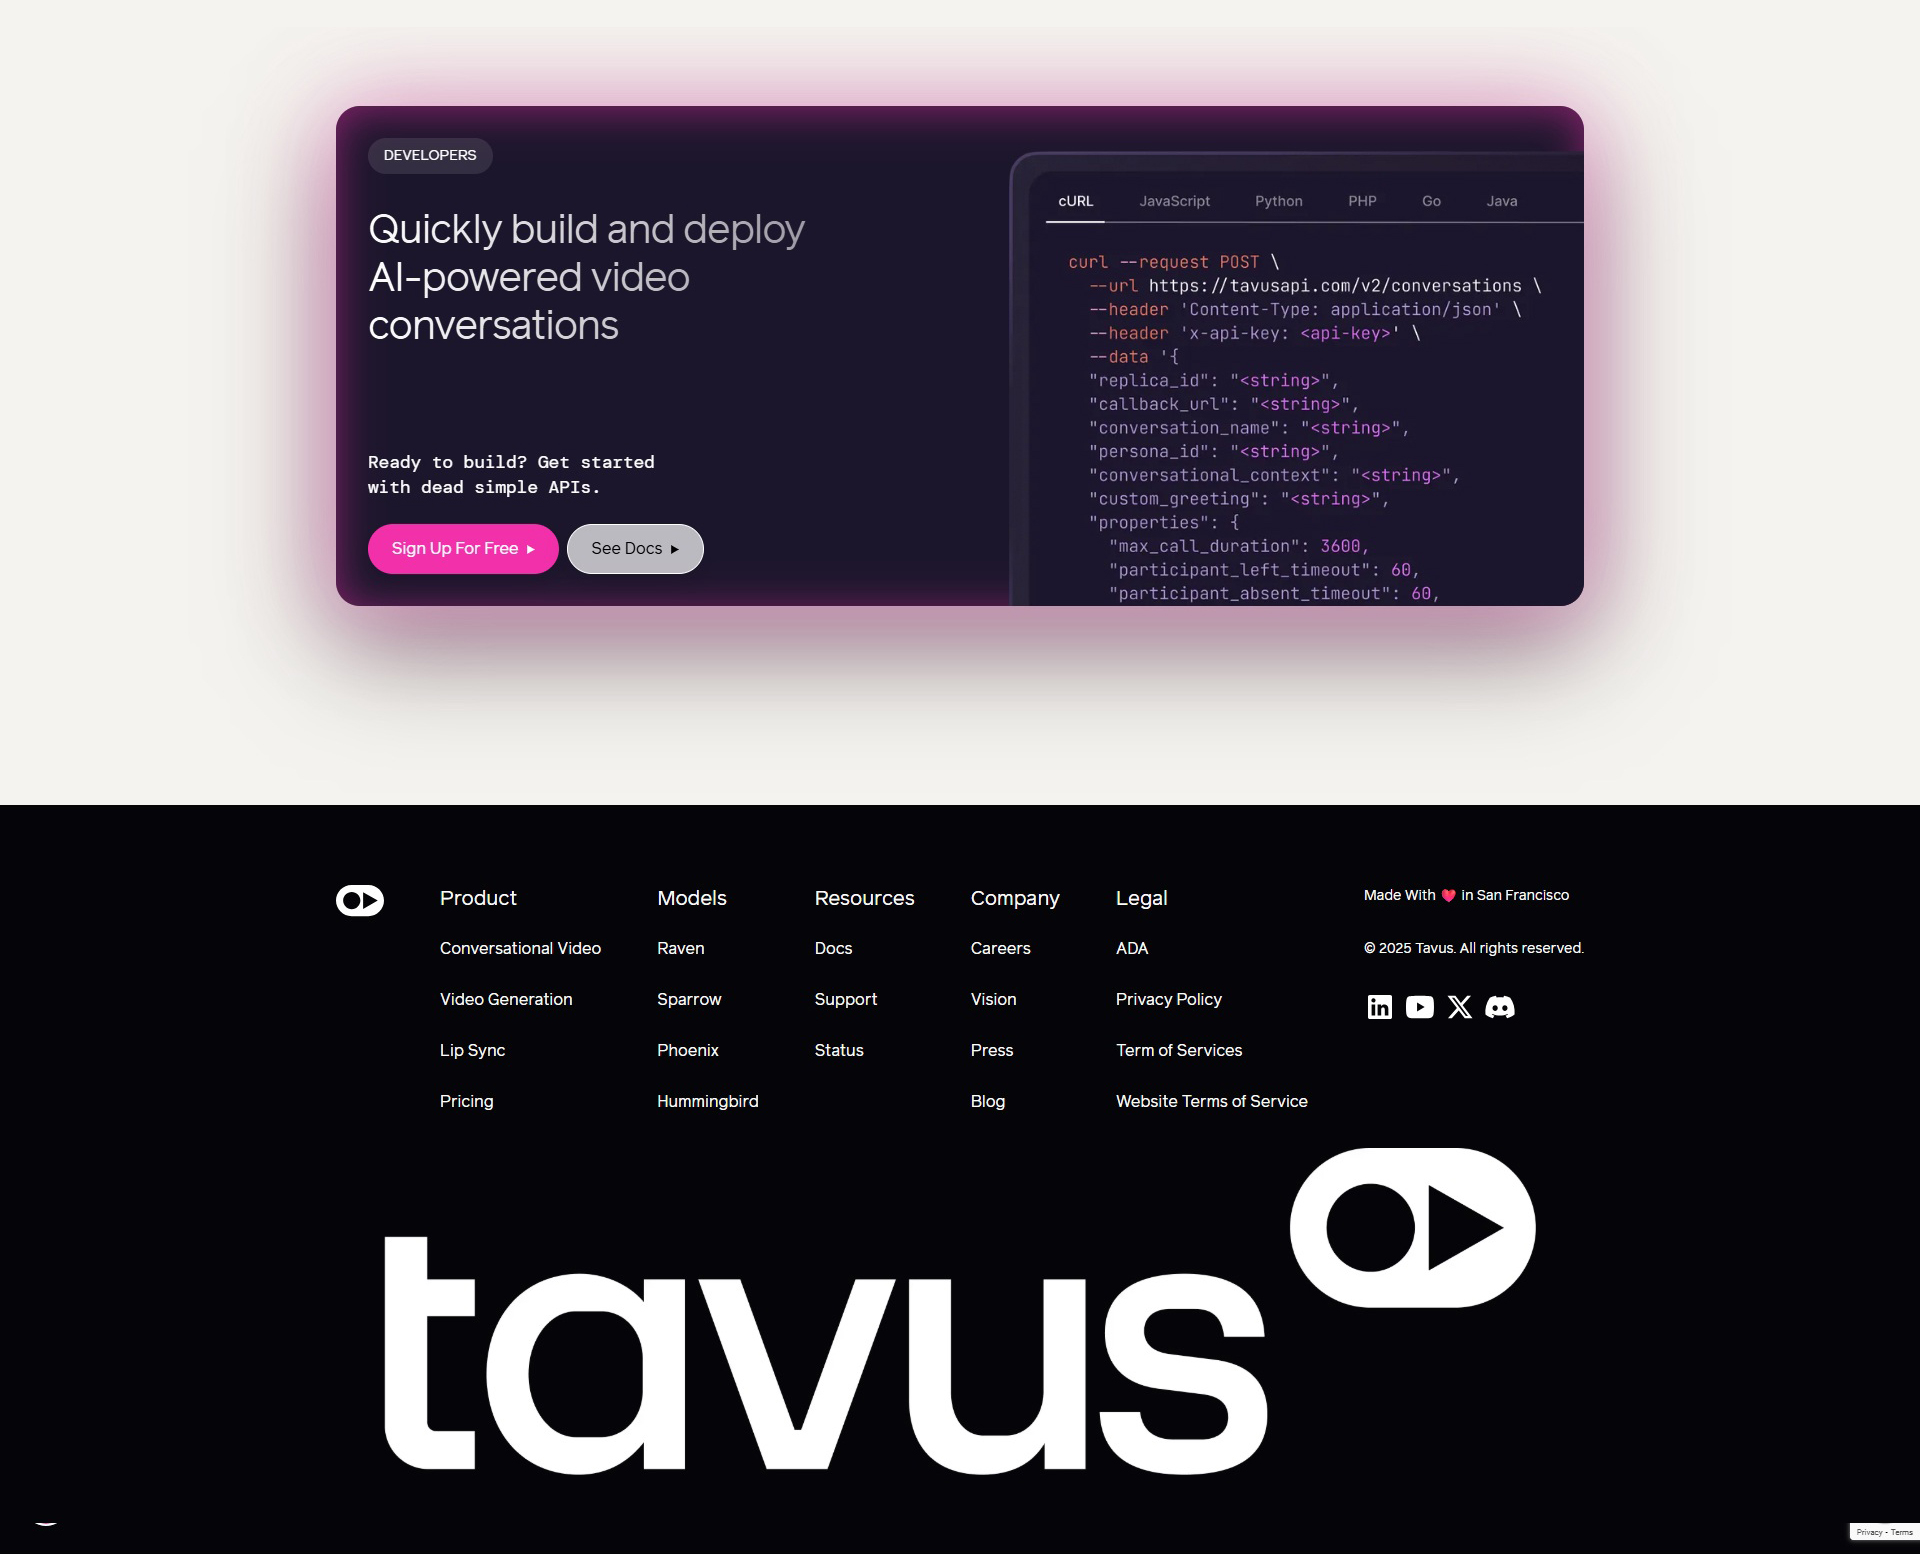 DEVELOPERS
Quickly build and deploy
AI-powered video
conversations
Ready to build? Get started
with dead simple APIs.
Sign Up For Free
See Docs
cURL JavaScript Python PHP Go Java
curl --request POST \
--url https://tavusapi.com/v2/conversations \
--header 'Content-Type: application/json' \
--header 'x-api-key: <api-key>' \
--data '{
"replica_id": "<string>",
"callback_url": "<string>",
"conversation_name": "<string>",
"persona_id": "<string>",
"conversational_context": "<string>",
"custom_greeting": "<string>",
"properties": {
"max_call_duration": 3600,
"participant_left_timeout": 60,
"participant_absent_timeout": 60,
Product
Conversational Video
Video Generation
Lip Sync
Pricing
Models
Raven
Sparrow
Phoenix
Hummingbird
Resources
Docs
Support
Status
Company
Careers
Vision
Press
Blog
Legal
ADA
Privacy Policy
Term of Services
Website Terms of Service
Made With ❤️ in San Francisco
© 2025 Tavus. All rights reserved.
tavus
Privacy - Terms